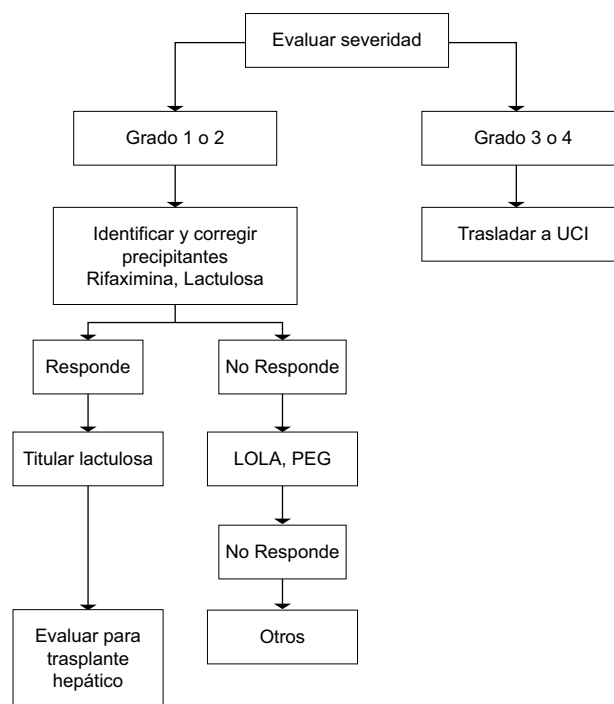 Evaluar severidad
Grado 1 o 2
Grado 3 o 4
Identificar y corregir
precipitantes
Rifaximina, Lactulosa
Trasladar a UCI
Responde
No Responde
Titular lactulosa
LOLA, PEG
No Responde
Evaluar para
trasplante
hepático
Otros